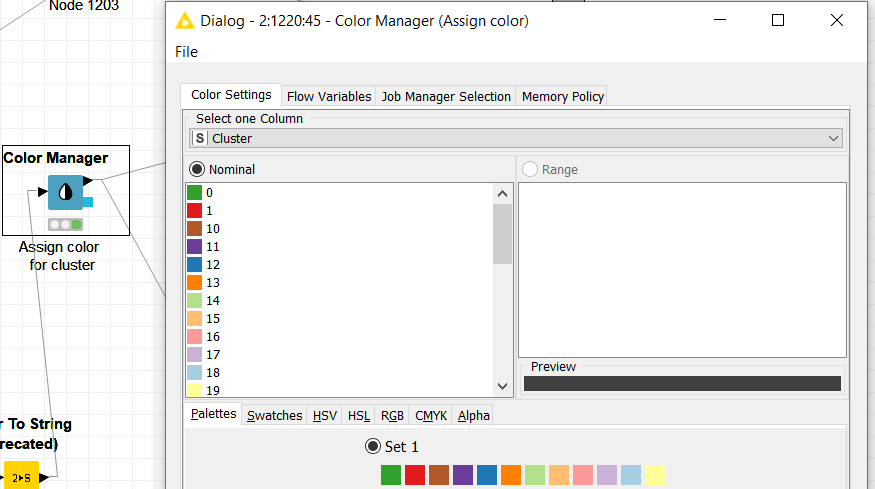 Node 1203
Dialog - 2:1220:45 - Color Manager (Assign color)
File
Color Settings Flow Variables Job Manager Selection Memory Policy
Select one Column
S Cluster
Color Manager
Nominal Range
0
1
10
11
12
13
14
15
16
17
18
19
Assign color
for cluster
Preview
Palettes Swatches HSV HSL RGB CMYK Alpha
r To String
recated)
Set 1
2▸S